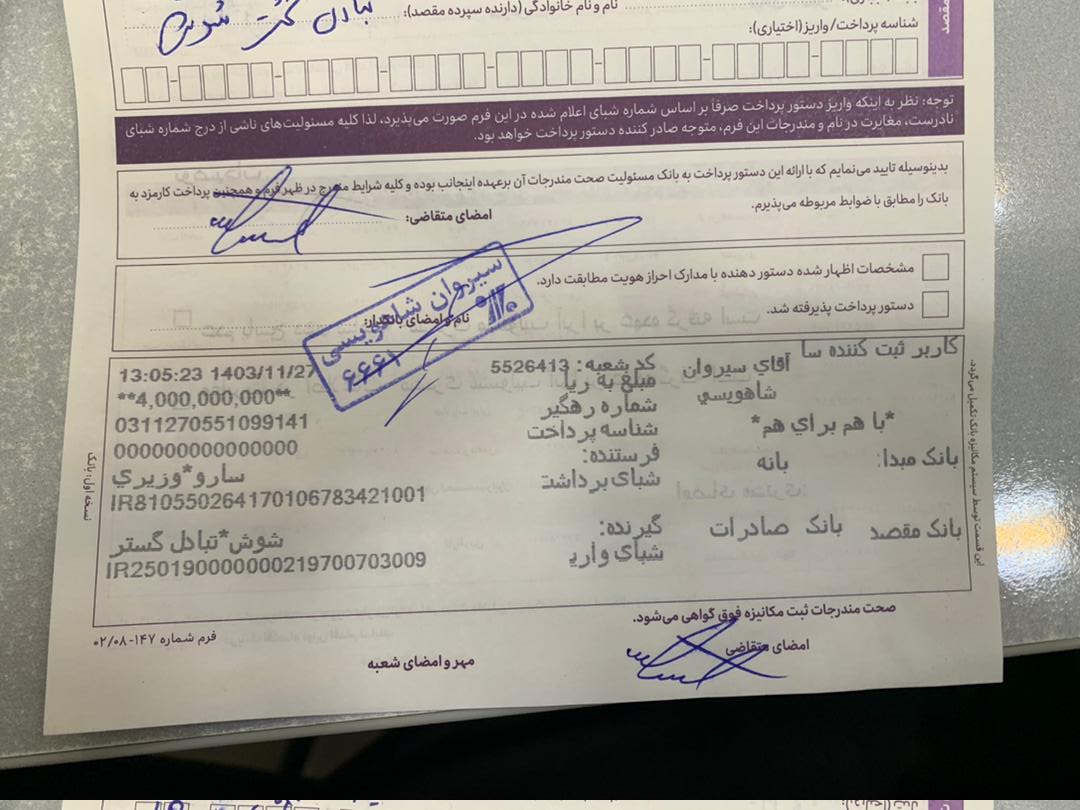 مقصد
نام و نام خانوادگی (دارنده سپرده مقصد):
تبادل گستر شوش
شناسه پرداخت/ واریز (اختیاری):
توجه: نظر به اینکه واریز دستور پرداخت صرفاً بر اساس شماره شبای اعلام شده در این فرم صورت می‌پذیرد، لذا کلیه مسئولیت‌های ناشی از درج شماره شبای
نادرست، مغایرت در نام و مندرجات این فرم، متوجه صادر کننده دستور پرداخت خواهد بود.
بدینوسیله تایید می‌نمایم که با ارائه این دستور پرداخت به بانک مسئولیت صحت مندرجات آن برعهده اینجانب بوده و کلیه شرایط مندرج در ظهر فرم و همچنین پرداخت کارمزد به
بانک را مطابق با ضوابط مربوطه می‌پذیرم.
امضای متقاضی:
مشخصات اظهار شده دستور دهنده با مدارک احراز هویت مطابقت دارد.
دستور پرداخت پذیرفته شد.
نام و امضای بانکدار:
سیروان شاهویسی
۶۶۶۱
کاربر ثبت کننده سا آقاي سیروان کد شعبه: 5526413 1403/11/27 13:05:23
شاهویسي مبلغ به ریا **4,000,000,000**
شماره رهگیر 0311270551099141
*با هم براي هم* شناسه پرداخت 000000000000000
بانک مبدا: بانه فرستنده: سارو*وزیري
شبای برداشت IR810550264170106783421001
بانک مقصد بانک صادرات گیرنده: شوش*تبادل گستر
شبای واري IR250190000000219700703009
این قسمت توسط سیستم مکانیزه بانک تکمیل می‌گردد.
نسخه اول: بانک
صحت مندرجات ثبت مکانیزه فوق گواهی می‌شود.
امضای متقاضی
مهر و امضای شعبه
فرم شماره ۱۴۷-۰۲/۰۸